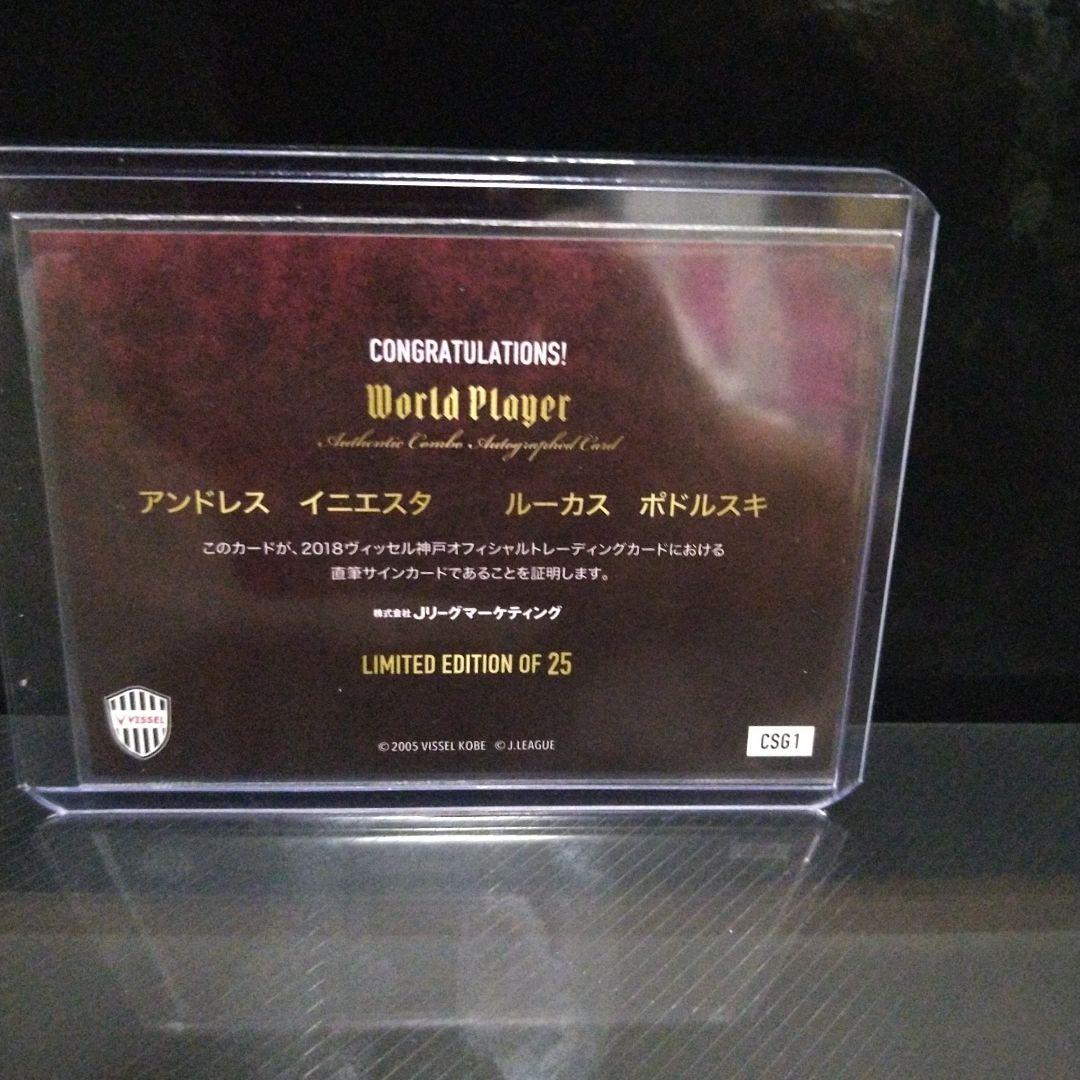 CONGRATULATIONS!
World Player
Authentic Combo Autographed Card
アンドレス イニエスタ ルーカス ポドルスキ
このカードが、2018ヴィッセル神戸オフィシャルトレーディングカードにおける
直筆サインカードであることを証明します。
株式会社 Jリーグマーケティング
LIMITED EDITION OF 25
VISSEL
© 2005 VISSEL KOBE © J.LEAGUE
CSG1